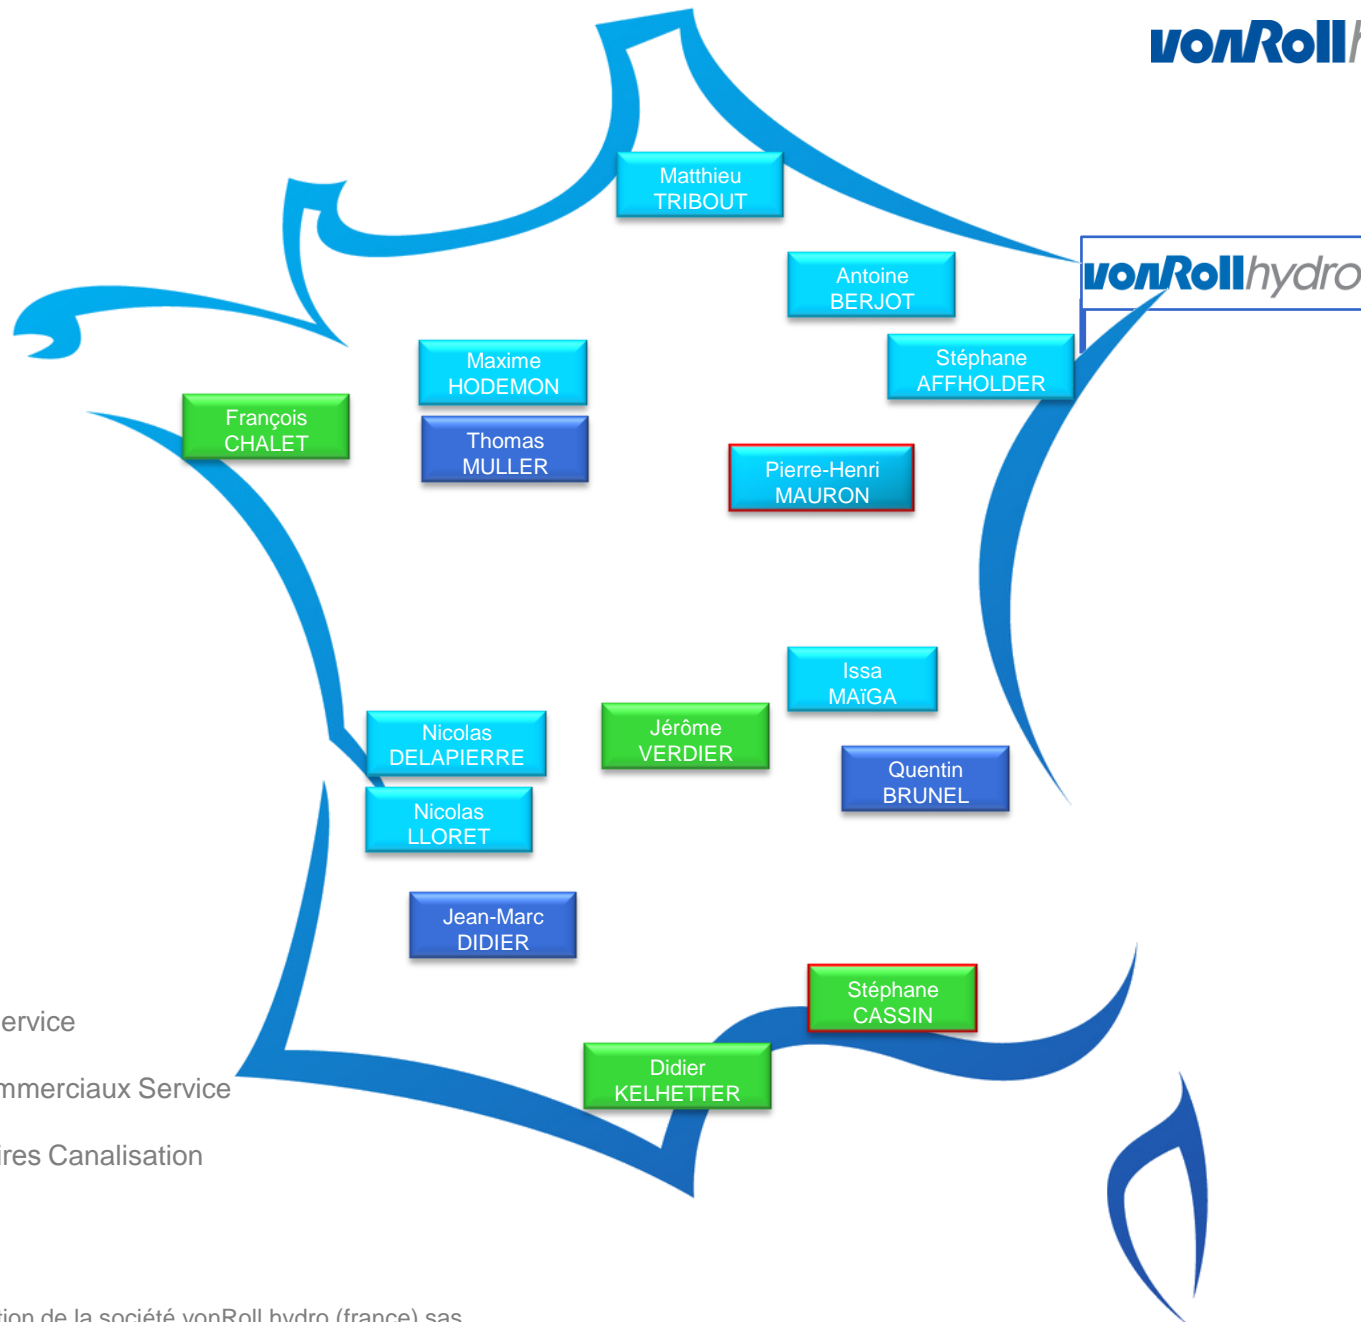 vonRoll
Matthieu
TRIBOUT
vonRollhydro
Antoine
BERJOT
Stéphane
AFFHOLDER
Maxime
HODEMON
François
CHALET
Thomas
MULLER
Pierre-Henri
MAURON
Issa
MAïGA
Nicolas
DELAPIERRE
Jérôme
VERDIER
Quentin
BRUNEL
Nicolas
LLORET
Jean-Marc
DIDIER
Stéphane
CASSIN
Didier
KELHETTER
ervice
mmerciaux Service
ires Canalisation
tion de la société vonRoll hydro (france) sas